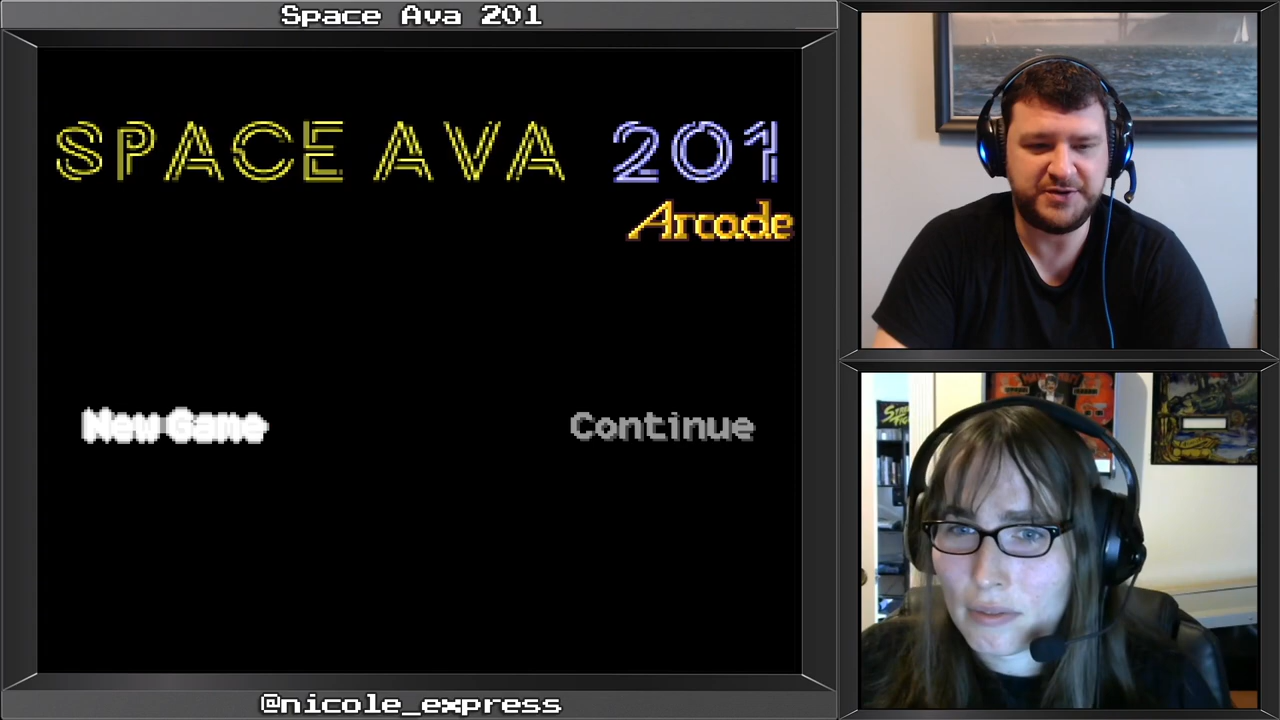 Space Ava 201
SPACE AVA 201
Arcade
New Game
Continue
@nicole_express